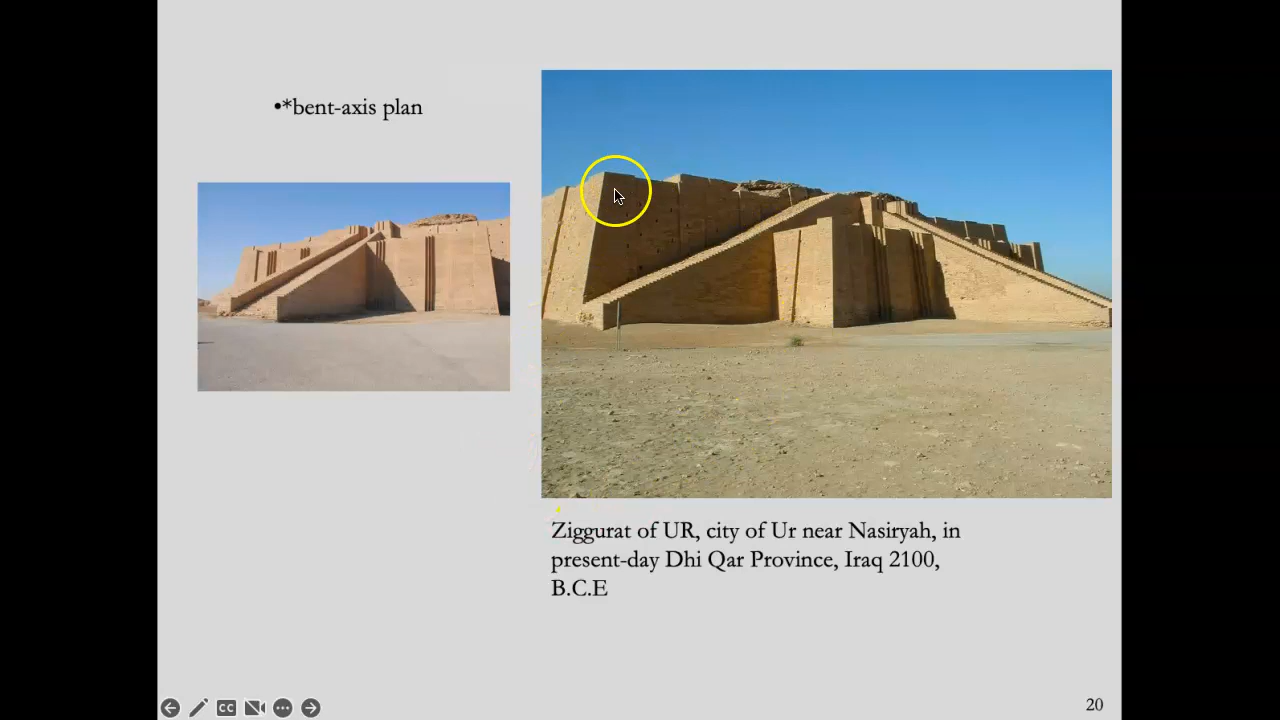 •*bent-axis plan
Ziggurat of UR, city of Ur near Nasiryah, in
present-day Dhi Qar Province, Iraq 2100,
B.C.E
CC
20